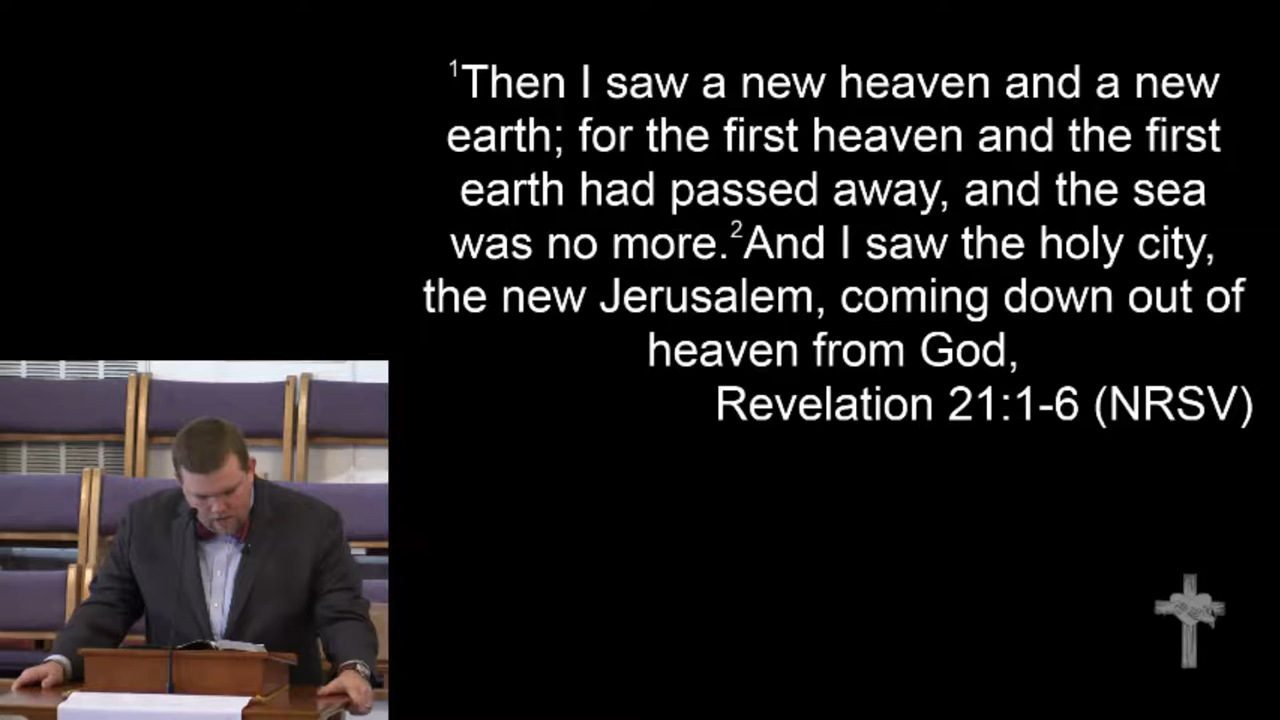 ¹Then I saw a new heaven and a new
earth; for the first heaven and the first
earth had passed away, and the sea
was no more.²And I saw the holy city,
the new Jerusalem, coming down out of
heaven from God,
Revelation 21:1-6 (NRSV)